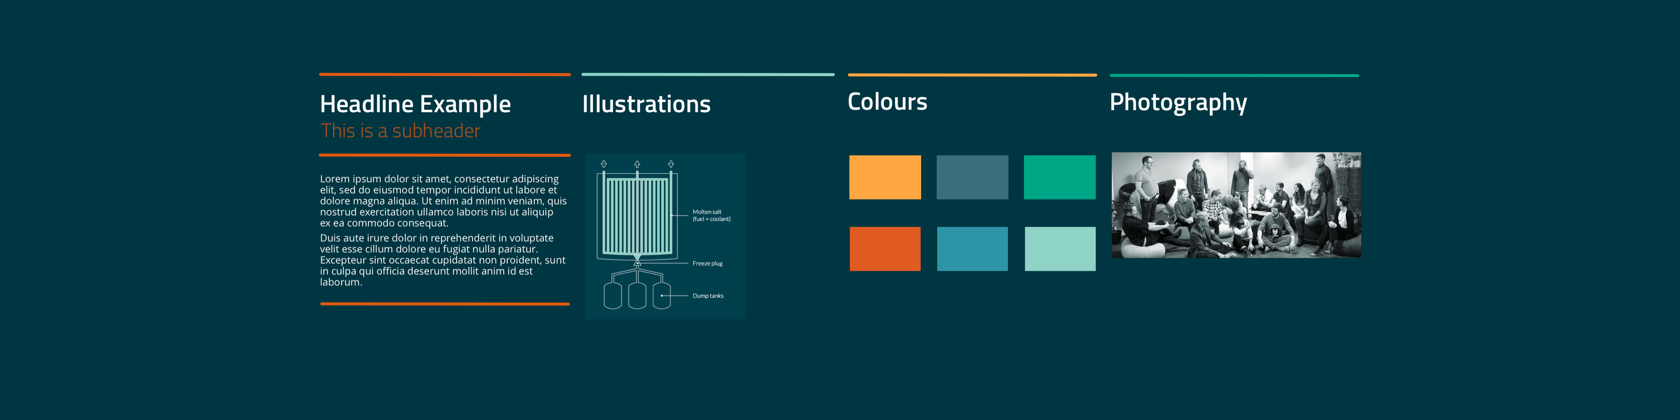 Headline Example
This is a subheader
Lorem ipsum dolor sit amet, consectetur adipiscing
elit, sed do eiusmod tempor incididunt ut labore et
dolore magna aliqua. Ut enim ad minim veniam, quis
nostrud exercitation ullamco laboris nisi ut aliquip
ex ea commodo consequat.
Duis aute irure dolor in reprehenderit in voluptate
velit esse cillum dolore eu fugiat nulla pariatur.
Excepteur sint occaecat cupidatat non proident, sunt
in culpa qui officia deserunt mollit anim id est
laborum.
Illustrations
Molten salt
(fuel + coolant)
Freeze plug
Dump tanks
Colours
Photography